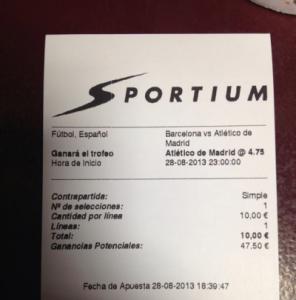 SPORTIUM
Fútbol, Español Barcelona vs Atlético de
Madrid
Ganará el trofeo Atlético de Madrid @ 4.75
Hora de Inicio 28-08-2013 23:00:00
Contrapartida: Simple
Nº de selecciones: 1
Cantidad por línea 10,00 €
Líneas: 1
Total: 10,00 €
Ganancias Potenciales: 47,50 €
Fecha de Apuesta 28-08-2013 18:39:47